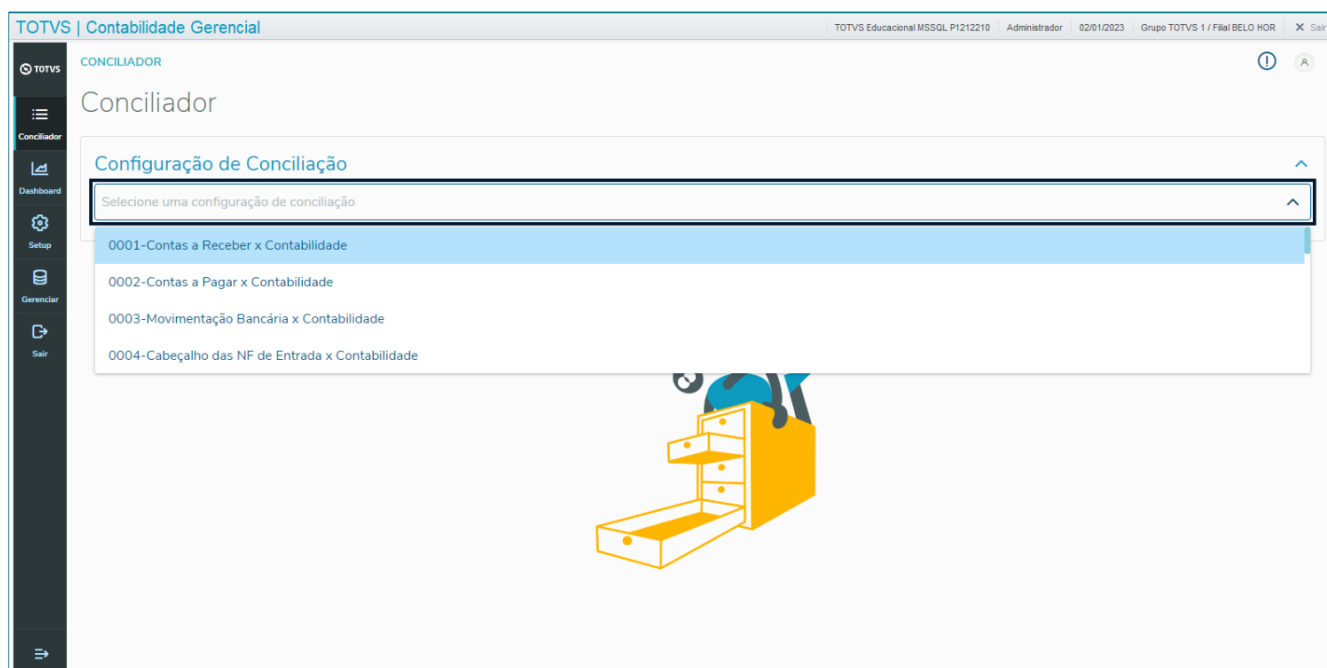 TOTVS | Contabilidade Gerencial
TOTVS Educacional MSSQL P1212210 Administrador 02/01/2023 Grupo TOTVS 1 / Filial BELO HOR X Sair
TOTVS
CONCILIADOR
Conciliador
Conciliador
Configuração de Conciliação
Dashboard
Selecione uma configuração de conciliação
Setup
0001-Contas a Receber x Contabilidade
0002-Contas a Pagar x Contabilidade
Gerenciar
0003-Movimentação Bancária x Contabilidade
Sair
0004-Cabeçalho das NF de Entrada x Contabilidade